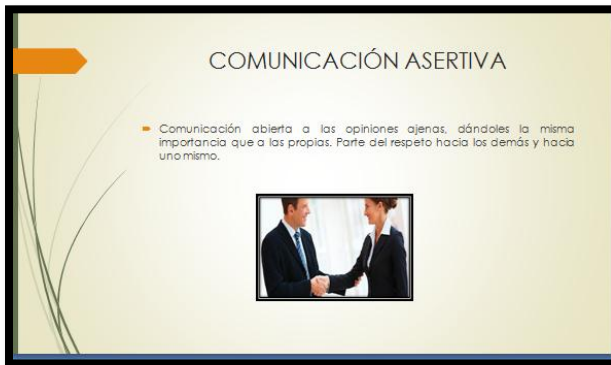 COMUNICACIÓN ASERTIVA
Comunicación abierta a las opiniones ajenas, dándoles la misma
importancia que a las propias. Parte del respeto hacia los demás y hacia
uno mismo.